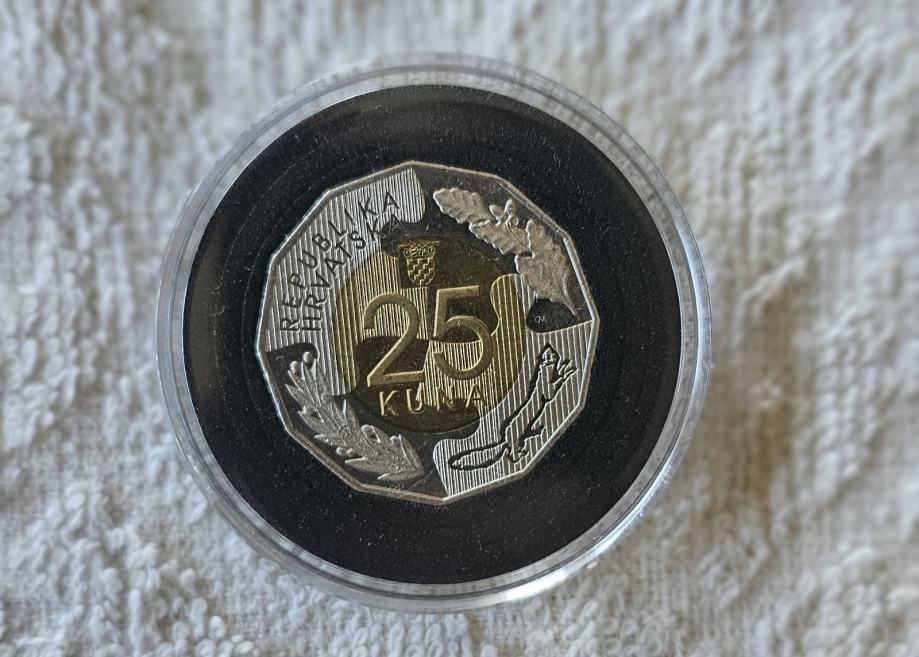 REPUBLIKA
HRVATSKA
25
KUNA